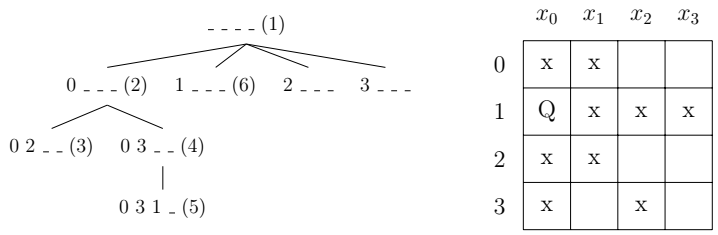 _ _ _ _ (1)
0 _ _ _ (2) 1 _ _ _ (6) 2 _ _ _ 3 _ _ _
0 2 _ _ (3) 0 3 _ _ (4)
0 3 1 _ (5)
x0 x1 x2 x3
0 x x
1 Q x x x
2 x x
3 x x